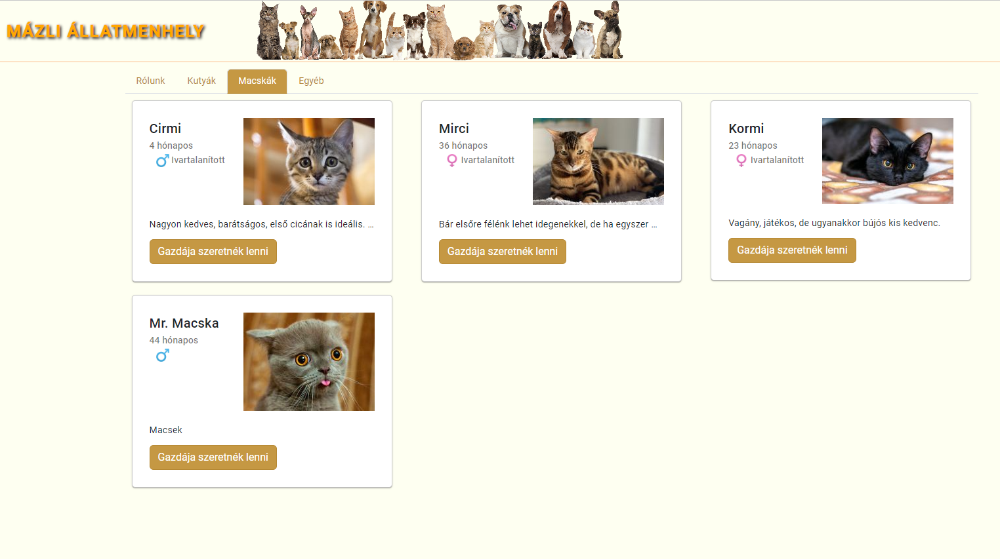 MÁZLI ÁLLATMENHELY
Rólunk
Kutyák
Macskák
Egyéb
Cirmi
4 hónapos
Ivartalanított
Nagyon kedves, barátságos, első cicának is ideális. ...
Gazdája szeretnék lenni
Mirci
36 hónapos
Ivartalanított
Bár elsőre félénk lehet idegenekkel, de ha egyszer ...
Gazdája szeretnék lenni
Kormi
23 hónapos
Ivartalanított
Vagány, játékos, de ugyanakkor bújós kis kedvenc.
Gazdája szeretnék lenni
Mr. Macska
44 hónapos
Macsek
Gazdája szeretnék lenni